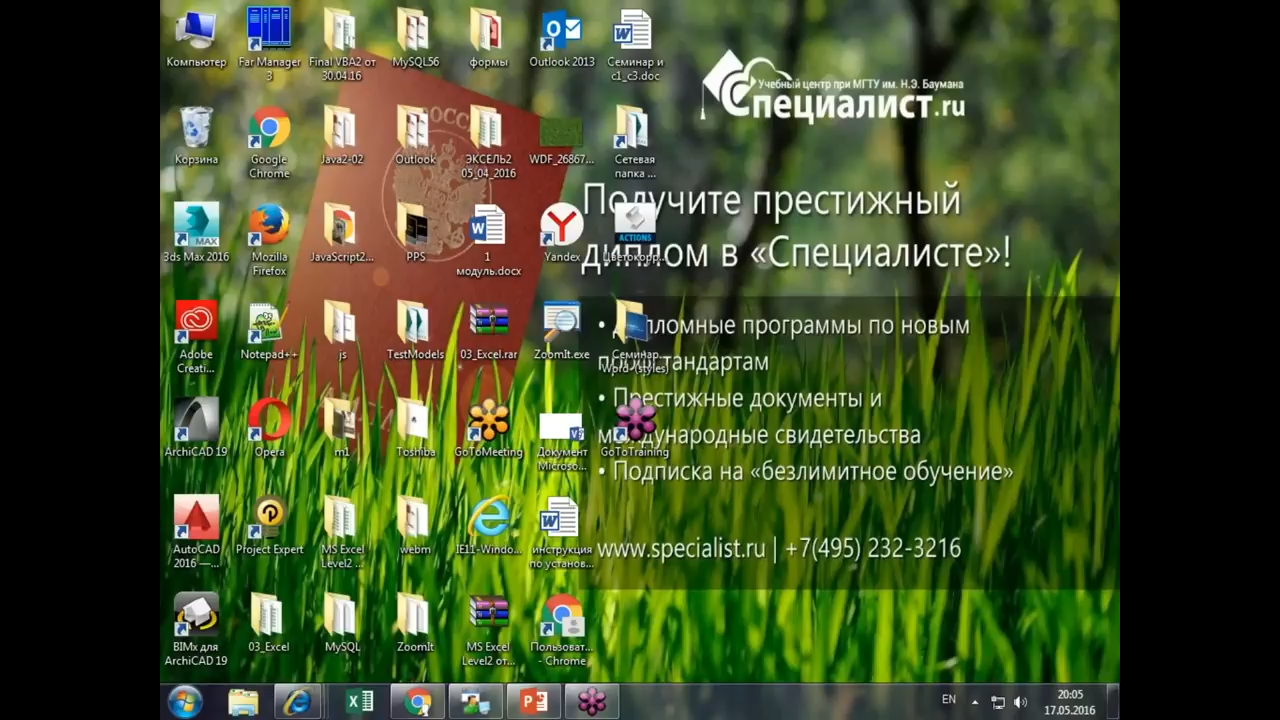 Компьютер
Far Manager 3
Final VBA2 от 30.04.16
MySQL56
формы
Outlook 2013
Семинар и c1_c3.doc
Учебный центр при МГТУ им. Н.Э. Баумана
Специалист.ru
Корзина
Google Chrome
Java2-02
Outlook
ЭКСЕЛЬ2 05_04_2016
WDF_26867...
Сетевая папка ...
РОСС
Получите престижный
диплом в «Специалисте»!
MAX
ACTIONS
3ds Max 2016
Mozilla Firefox
JavaScript2...
PPS
1 модуль.docx
Yandex
Цветокорр...
• Дипломные программы по новым
профстандартам
Adobe Creati...
Notepad++
js
TestModels
03_Excel.rar
ZoomIt.exe
Семинар Word-(styles)
• Престижные документы и
международные свидетельства
ArchiCAD 19
Opera
m1
Toshiba
GoToMeeting
Документ Microso...
GoToTraining
• Подписка на «безлимитное обучение»
AutoCAD 2016 —...
Project Expert
MS Excel Level2 ...
webm
IE11-Windo...
инструкция по установ...
www.specialist.ru | +7(495) 232-3216
BIMx для ArchiCAD 19
03_Excel
MySQL
ZoomIt
MS Excel Level2 от...
Пользоват... - Chrome
EN
20:05
17.05.2016